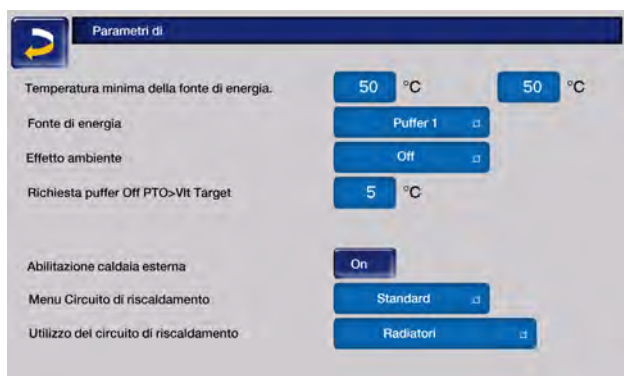 Parametri di
Temperatura minima della fonte di energia. 50 °C 50 °C
Fonte di energia Puffer 1
Effetto ambiente Off
Richiesta puffer Off PTO>Vlt Target 5 °C
Abilitazione caldaia esterna On
Menu Circuito di riscaldamento Standard
Utilizzo del circuito di riscaldamento Radiatori